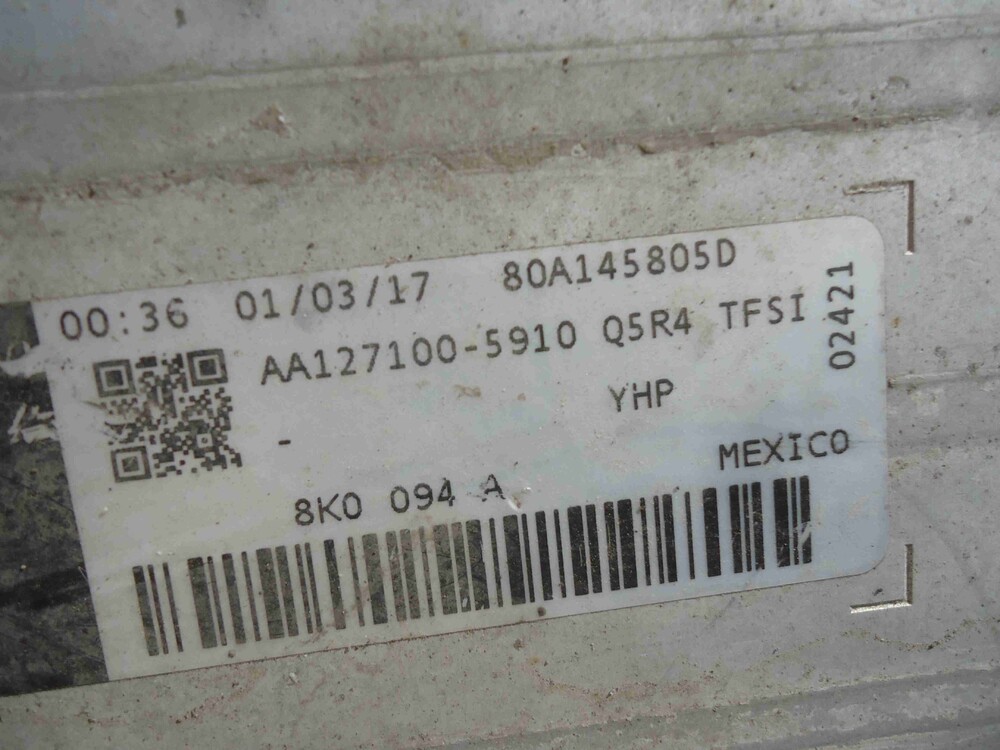 00:36 01/03/17 80A145805D
AA127100-5910 Q5R4 TFSI
02421
YHP
-
MEXICO
8K0 094 A